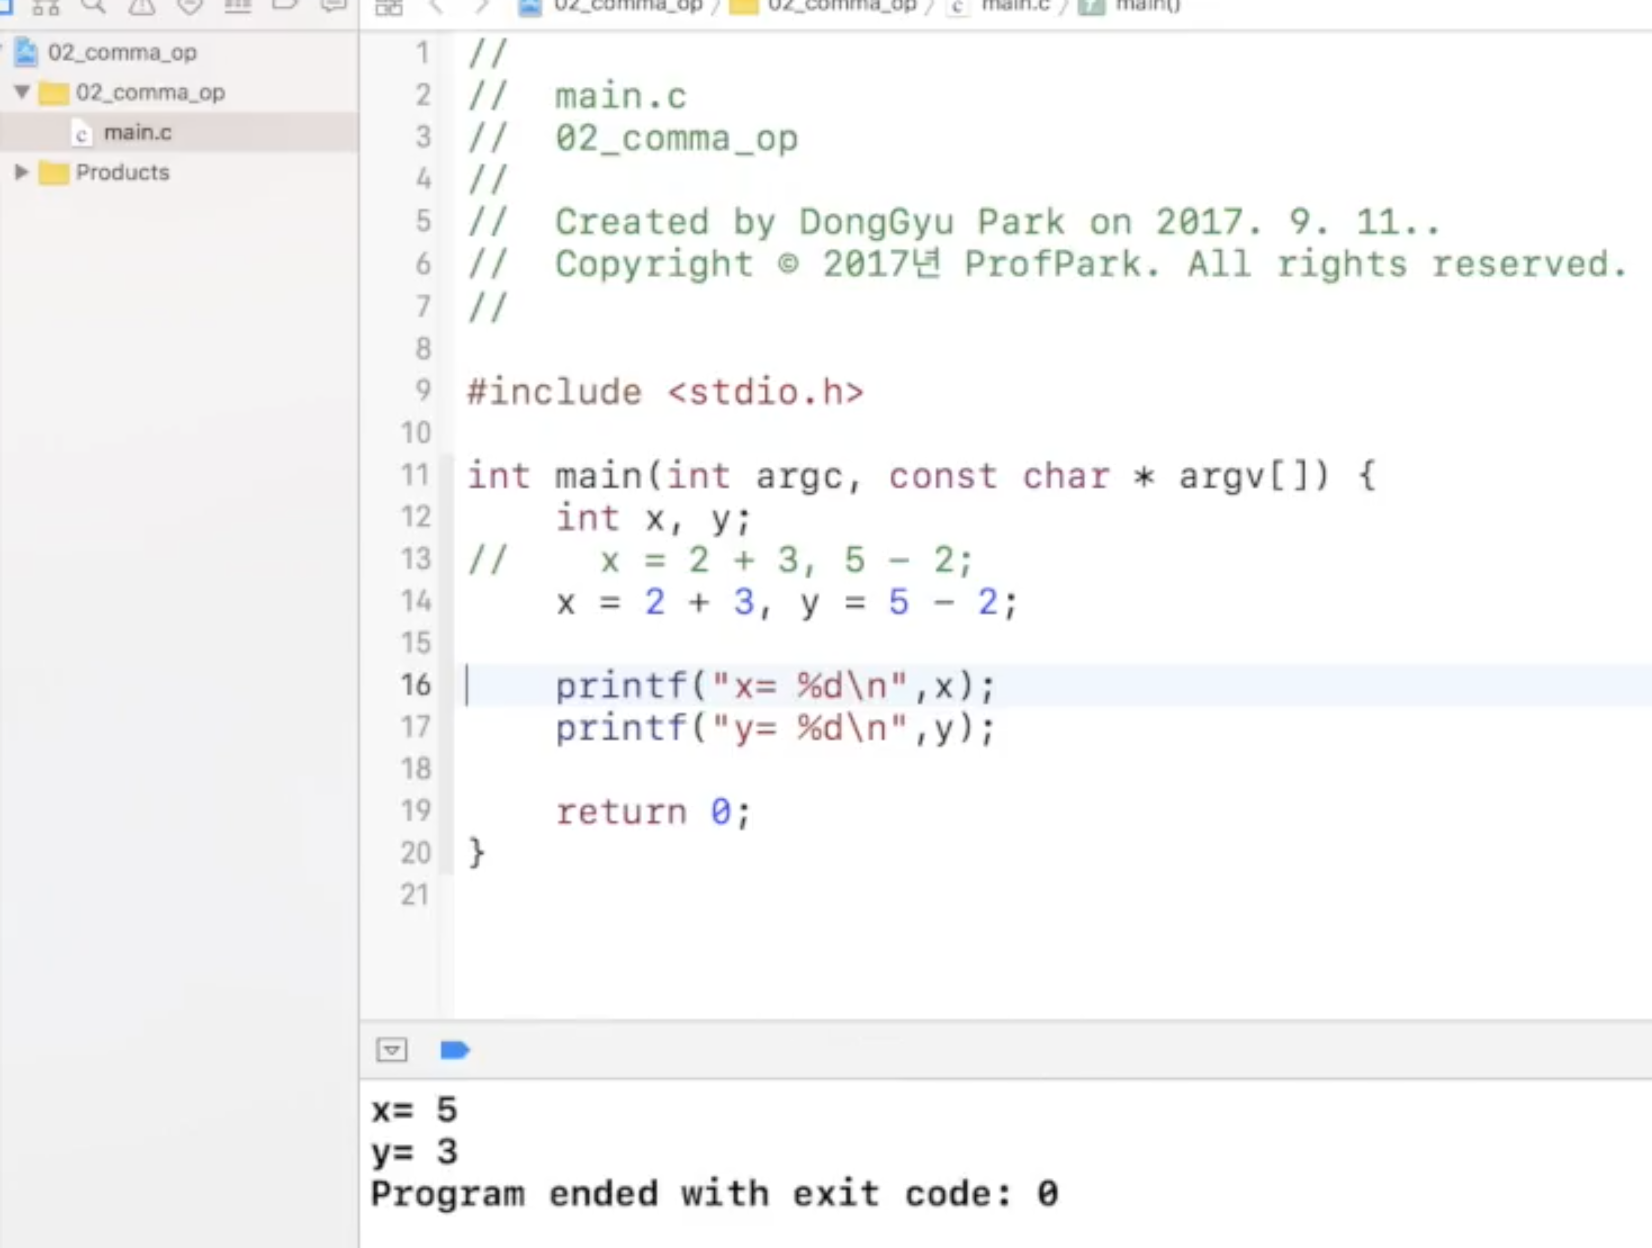 02_comma_op / 02_comma_op / main.c / main()
02_comma_op
02_comma_op
main.c
Products
1 //
2 //  main.c
3 //  02_comma_op
4 //
5 //  Created by DongGyu Park on 2017. 9. 11..
6 //  Copyright © 2017년 ProfPark. All rights reserved.
7 //
8
9 #include <stdio.h>
10
11 int main(int argc, const char * argv[]) {
12     int x, y;
13 //    x = 2 + 3, 5 - 2;
14     x = 2 + 3, y = 5 - 2;
15
16     printf("x= %d\n",x);
17     printf("y= %d\n",y);
18
19     return 0;
20 }
21
x= 5
y= 3
Program ended with exit code: 0